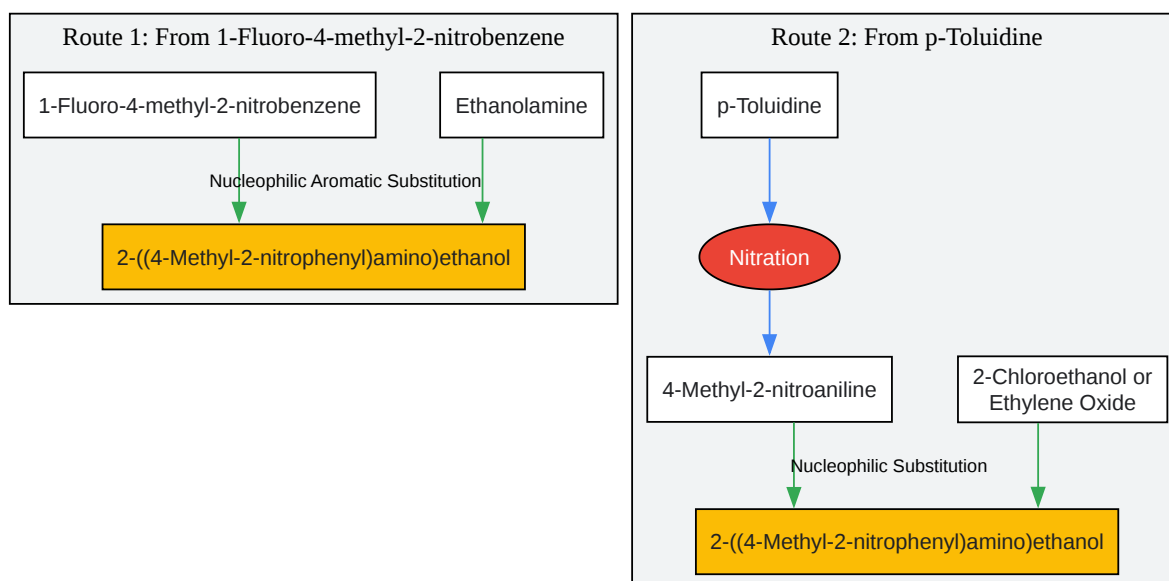 Route 1: From 1-Fluoro-4-methyl-2-nitrobenzene
1-Fluoro-4-methyl-2-nitrobenzene
Ethanolamine
Nucleophilic Aromatic Substitution
2-((4-Methyl-2-nitrophenyl)amino)ethanol
Route 2: From p-Toluidine
p-Toluidine
Nitration
4-Methyl-2-nitroaniline
2-Chloroethanol or
Ethylene Oxide
Nucleophilic Substitution
2-((4-Methyl-2-nitrophenyl)amino)ethanol